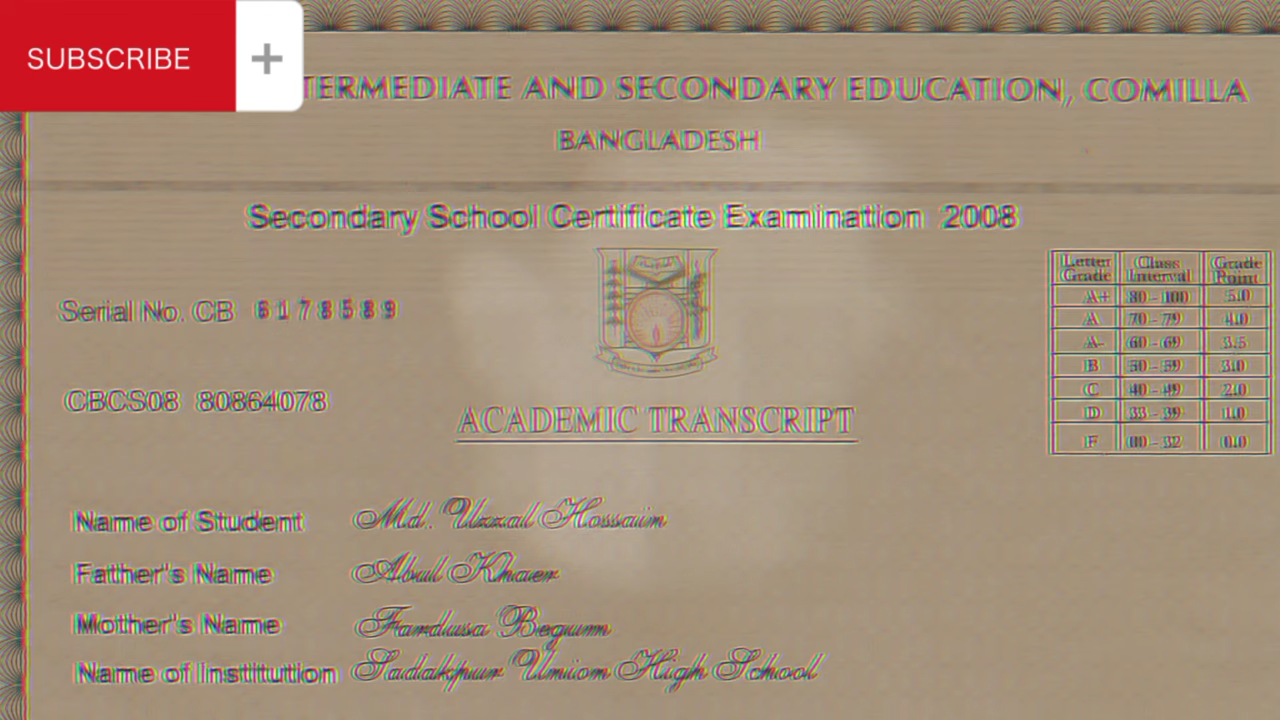 SUBSCRIBE +
TERMEDIATE AND SECONDARY EDUCATION, COMILLA
BANGLADESH
Secondary School Certificate Examination 2008
Letter Grade Class Interval Grade Point
A+ 80 - 100 5.0
A 70 - 79 4.0
A- 60 - 69 3.5
B 50 - 59 3.0
C 40 - 49 2.0
D 33 - 39 1.0
F 00 - 32 0.0
Serial No. CB 6178589
CBCS08 80864078
ACADEMIC TRANSCRIPT
Name of Student Md. Uzzal Hossain
Father's Name Abul Khaer
Mother's Name Fardusa Begum
Name of Institution Sadakpur Union High School